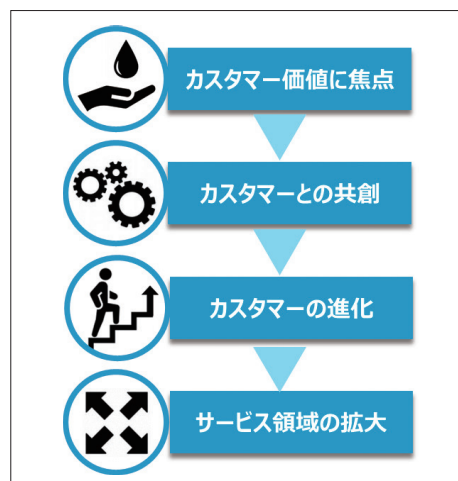 カスタマー価値に焦点
カスタマーとの共創
カスタマーの進化
サービス領域の拡大